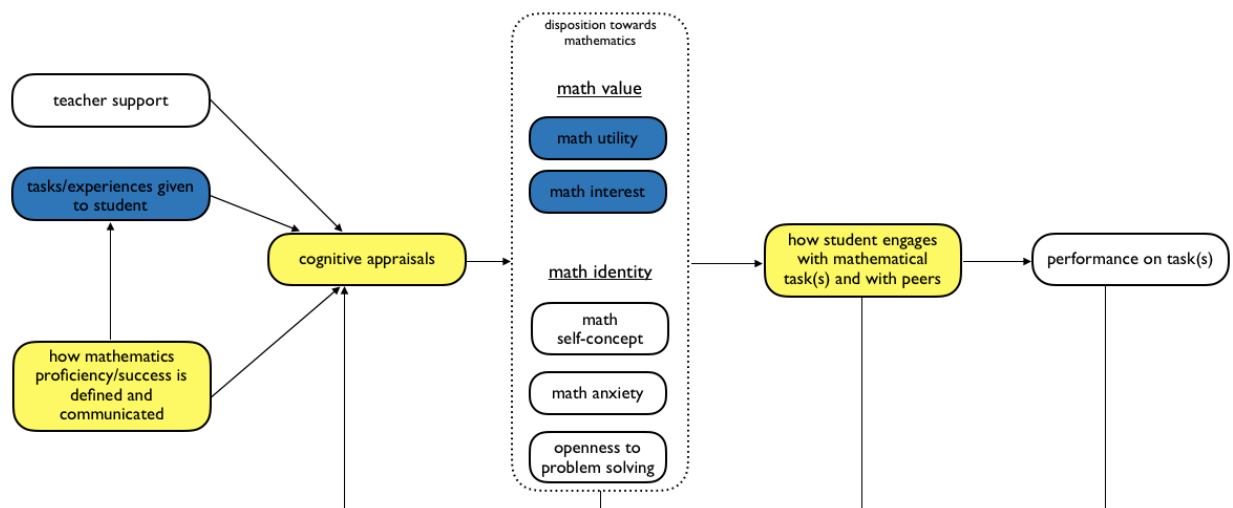 disposition towards
mathematics
teacher support
math value
math utility
tasks/experiences given
to student
math interest
cognitive appraisals
how student engages
with mathematical
task(s) and with peers
performance on task(s)
math identity
math
self-concept
how mathematics
proficiency/success is
defined and
communicated
math anxiety
openness to
problem solving